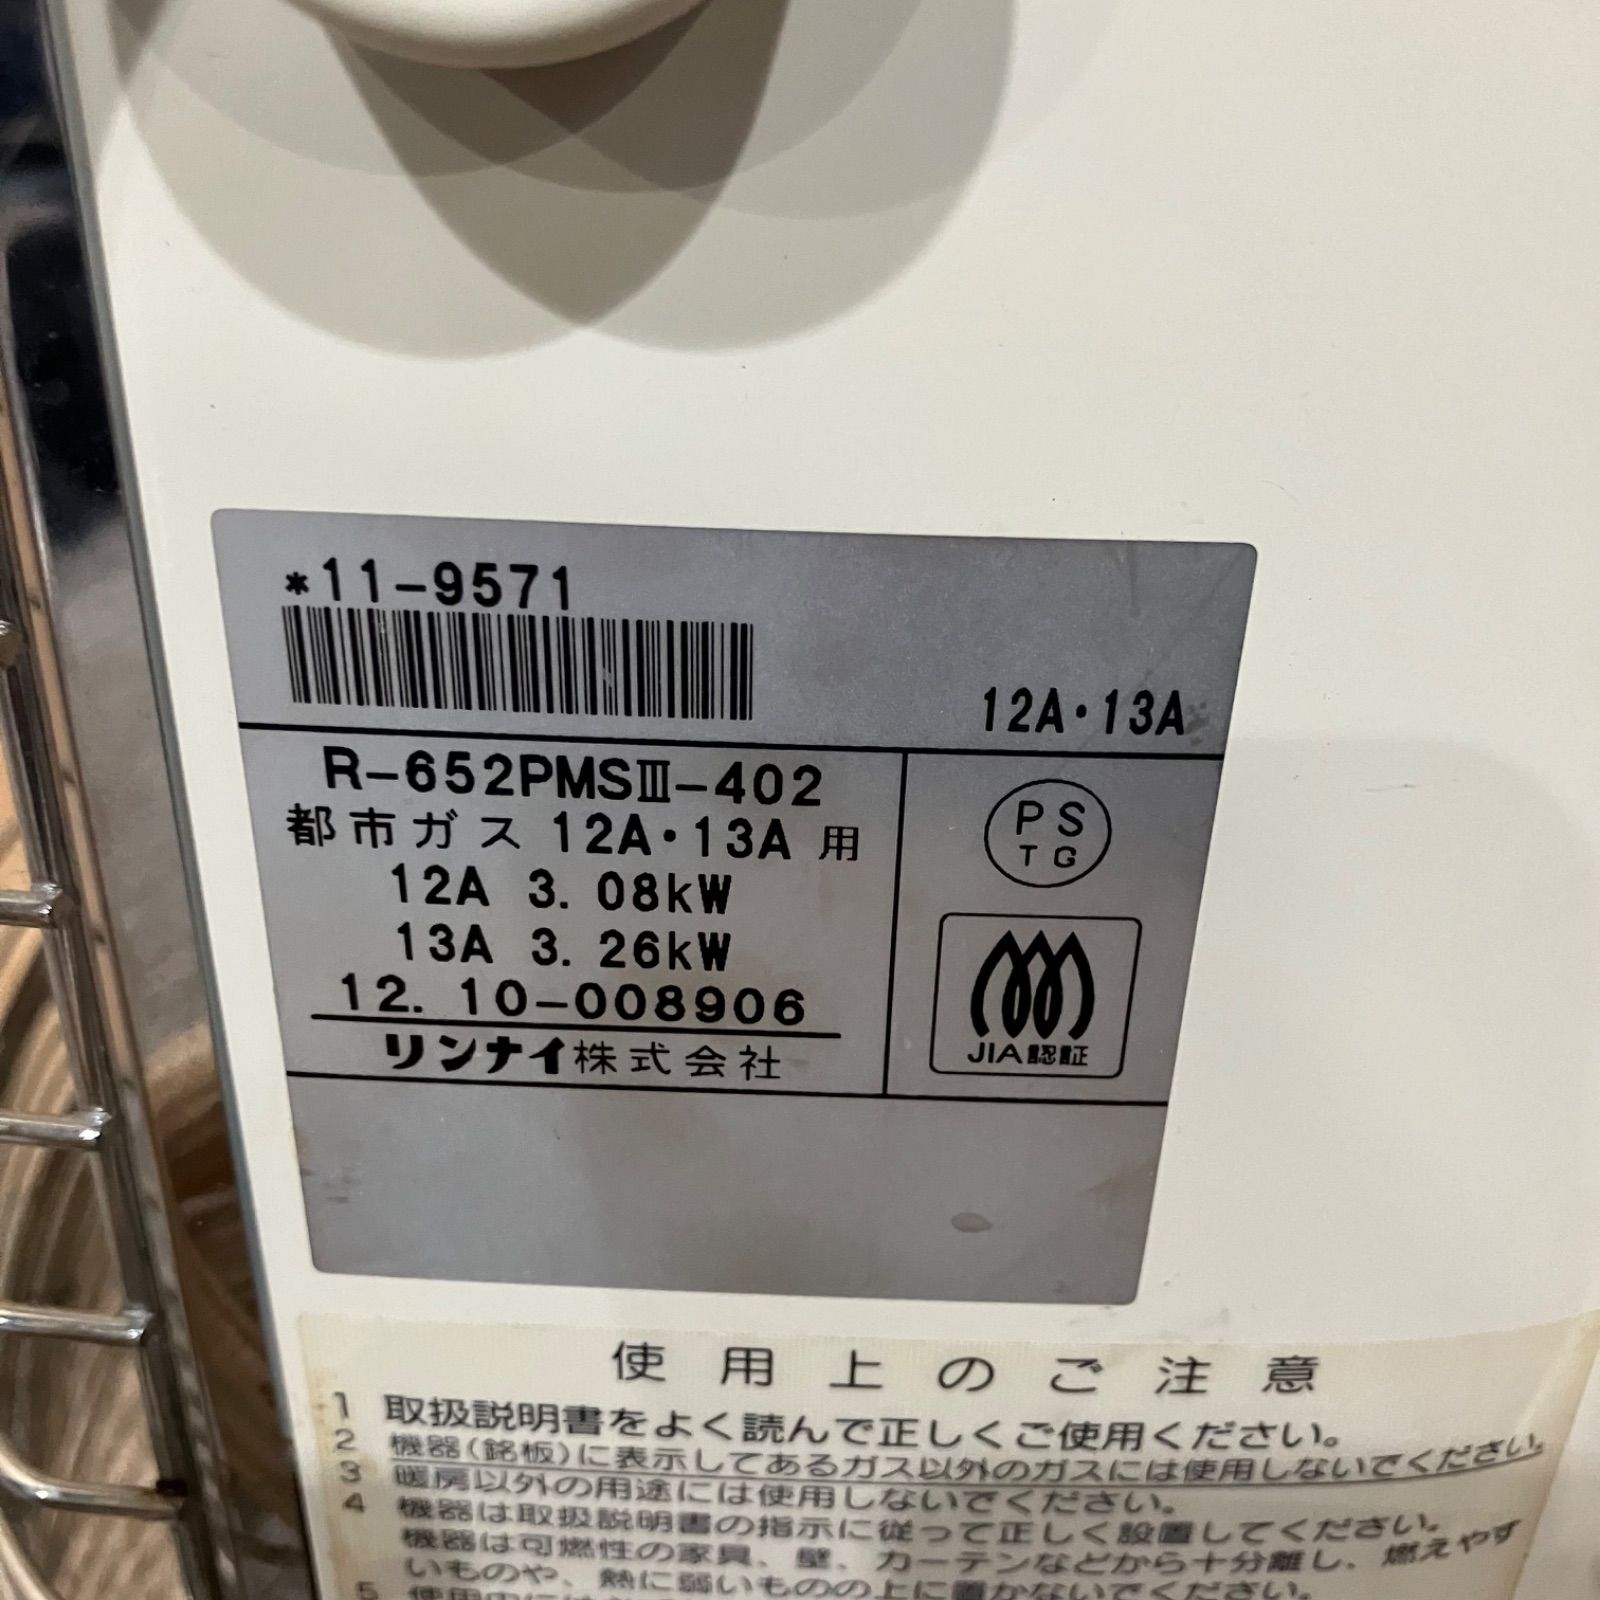 *11-9571
12A・13A
R-652PMSⅢ-402
都市ガス 12A・13A 用
12A 3.08kW
13A 3.26kW
12.10-008906
リンナイ株式会社
PS
TG
JIA認証
使用上のご注意
1 取扱説明書をよく読んで正しくご使用ください。
2 機器(銘板)に表示してあるガス以外のガスには使用しないでください。
3 暖房以外の用途には使用しないでください。
4 機器は取扱説明書の指示に従って正しく設置してください。
機器は可燃性の家具、壁、カーテンなどから十分離し、燃えやす
いものや、熱に弱いものの上に置かないでください。
5 使用中には